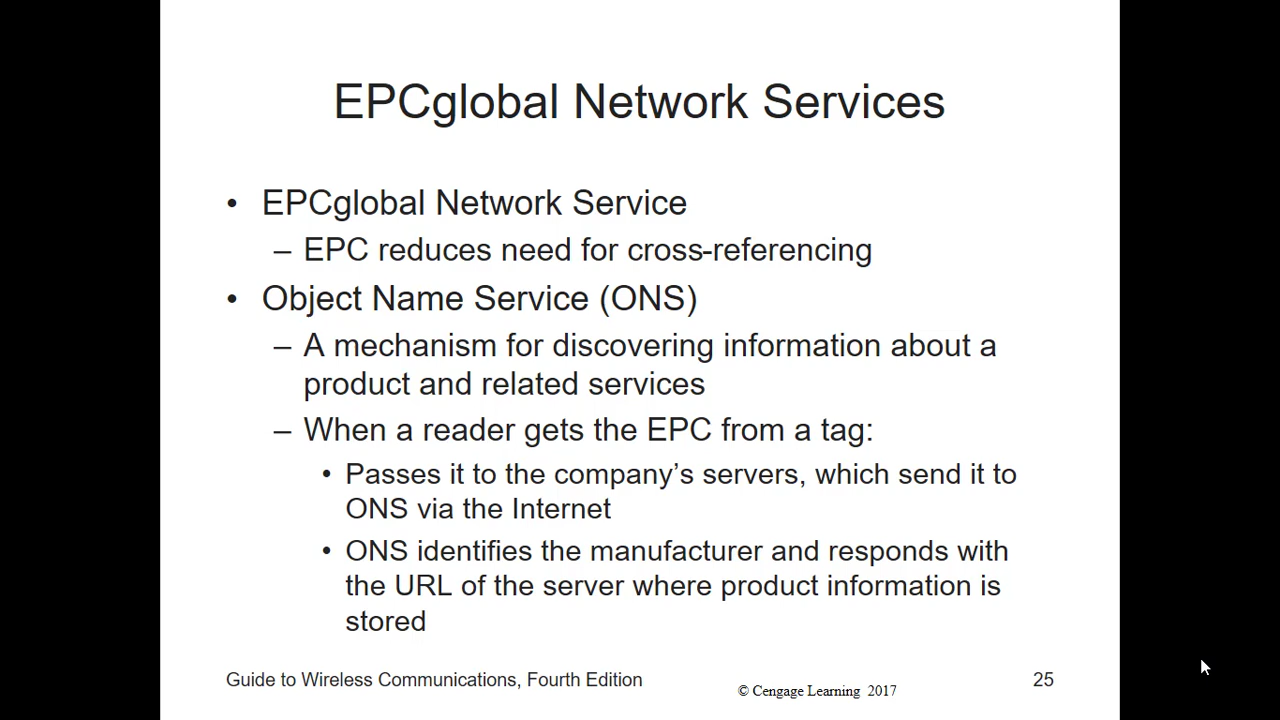 EPCglobal Network Services
• EPCglobal Network Service
– EPC reduces need for cross-referencing
• Object Name Service (ONS)
– A mechanism for discovering information about a
product and related services
– When a reader gets the EPC from a tag:
• Passes it to the company’s servers, which send it to
ONS via the Internet
• ONS identifies the manufacturer and responds with
the URL of the server where product information is
stored
Guide to Wireless Communications, Fourth Edition
© Cengage Learning 2017
25